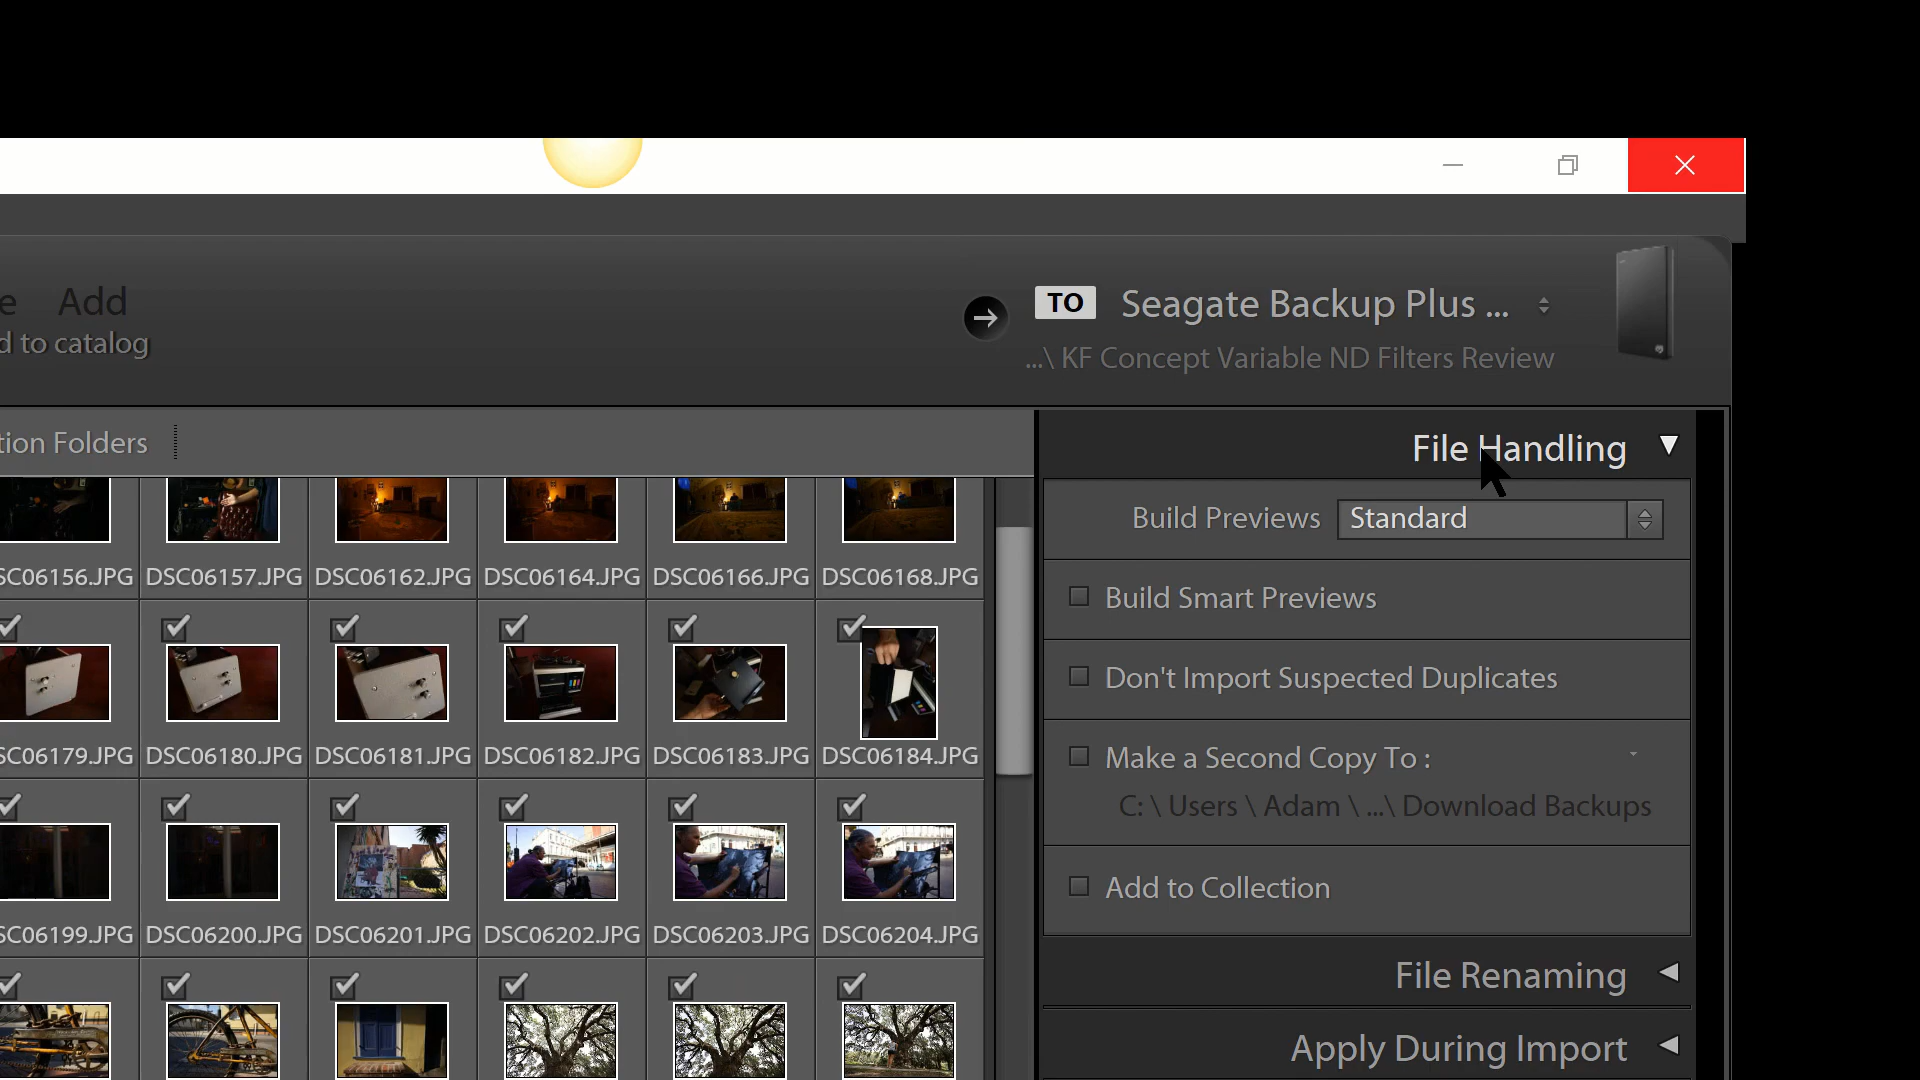 e Add
d to catalog
TO Seagate Backup Plus ...
...\ KF Concept Variable ND Filters Review
tion Folders
File Handling
Build Previews Standard
SC06156.JPG DSC06157.JPG DSC06162.JPG DSC06164.JPG DSC06166.JPG DSC06168.JPG
Build Smart Previews
Don't Import Suspected Duplicates
SC06179.JPG DSC06180.JPG DSC06181.JPG DSC06182.JPG DSC06183.JPG DSC06184.JPG
Make a Second Copy To :
C: \ Users \ Adam \ ...\ Download Backups
Add to Collection
SC06199.JPG DSC06200.JPG DSC06201.JPG DSC06202.JPG DSC06203.JPG DSC06204.JPG
File Renaming
Apply During Import